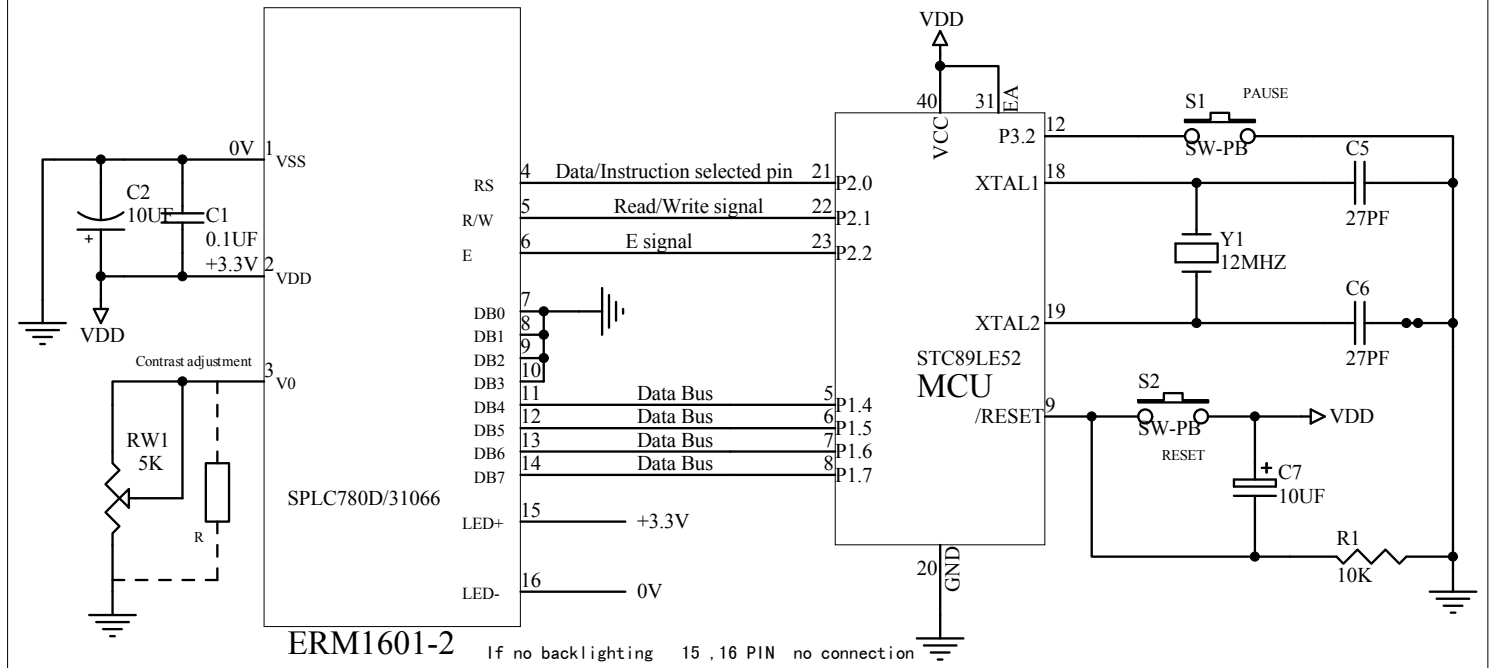 0V
1
VSS
C2
10UF
C1
0.1UF
+3.3V
2
VDD
VDD
Contrast adjustment
3
V0
RW1
5K
R
SPLC780D/31066
ERM1601-2
RS
4
Data/Instruction selected pin
21
P2.0
R/W
5
Read/Write signal
22
P2.1
E
6
E signal
23
P2.2
DB0
7
DB1
8
DB2
9
DB3
10
DB4
11
Data Bus
5
P1.4
DB5
12
Data Bus
6
P1.5
DB6
13
Data Bus
7
P1.6
DB7
14
Data Bus
8
P1.7
LED+
15
+3.3V
LED-
16
0V
If no backlighting 15 ,16 PIN no connection
VDD
40
VCC
31
EA
P3.2
12
S1
PAUSE
SW-PB
XTAL1
18
C5
27PF
Y1
12MHZ
XTAL2
19
C6
27PF
STC89LE52
MCU
/RESET
9
S2
SW-PB
RESET
VDD
+
C7
10UF
R1
10K
20
GND
+